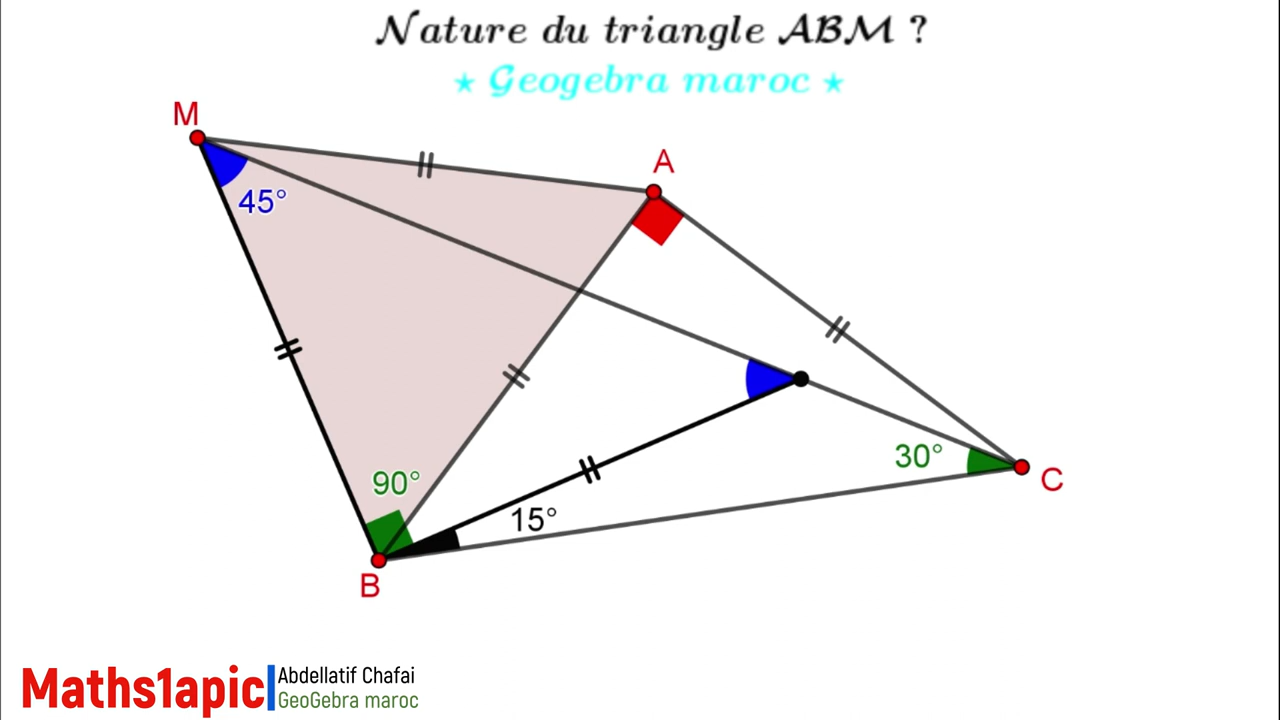 Nature du triangle ABM ?
★ Geogebra maroc ★
M
A
45°
90°
30°
C
15°
B
Maths1apic
Abdellatif Chafai
GeoGebra maroc